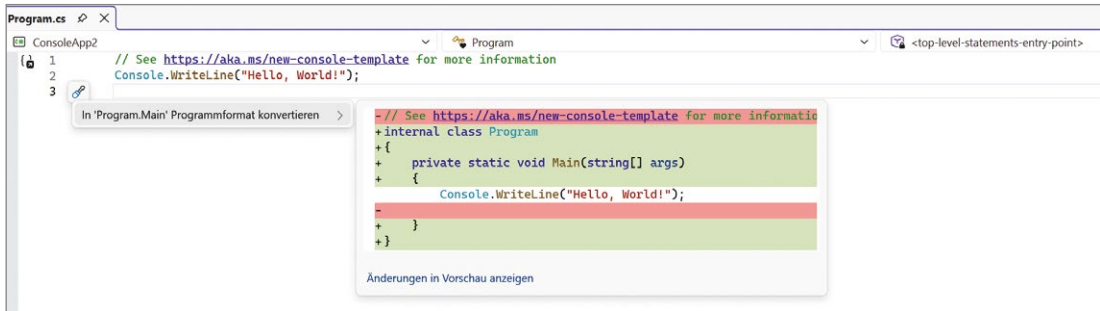 Program.cs
ConsoleApp2
Program
<top-level-statements-entry-point>
1 // See https://aka.ms/new-console-template for more information
2 Console.WriteLine("Hello, World!");
3
In 'Program.Main' Programmformat konvertieren
-// See https://aka.ms/new-console-template for more informatio
+internal class Program
+{
+ private static void Main(string[] args)
+ {
Console.WriteLine("Hello, World!");
-
+ }
+}
Änderungen in Vorschau anzeigen